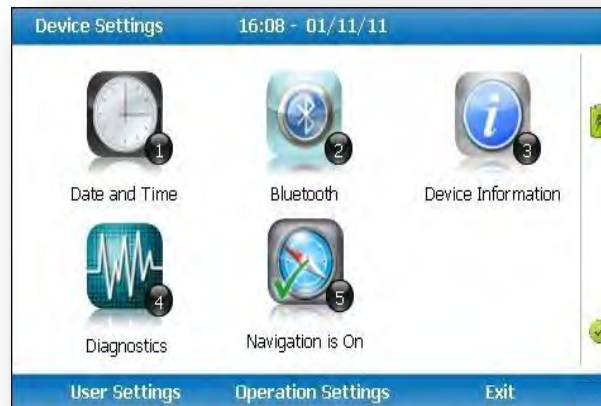 Device Settings 16:08 - 01/11/11
1 2 i 3
Date and Time Bluetooth Device Information
4 5
Diagnostics Navigation is On
User Settings Operation Settings Exit